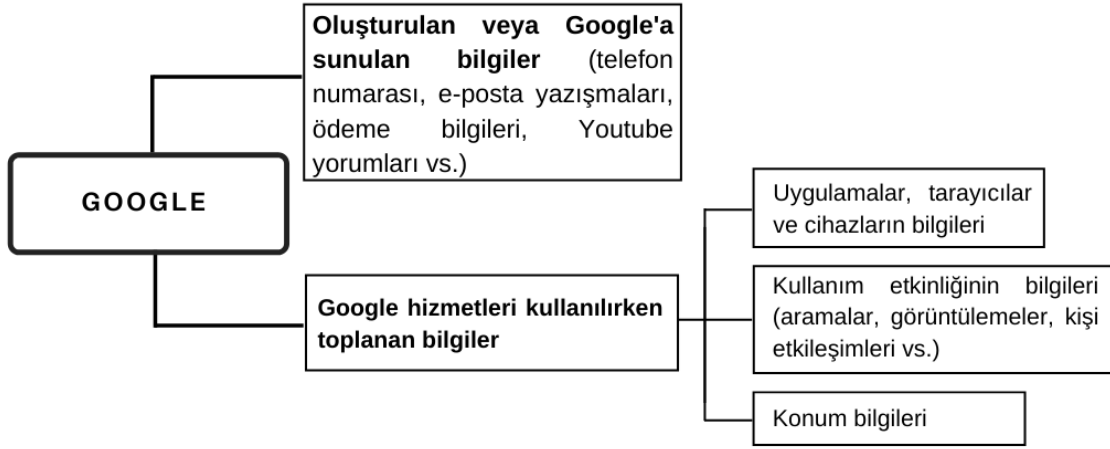 Oluşturulan veya Google'a
sunulan bilgiler (telefon
numarası, e-posta yazışmaları,
ödeme bilgileri, Youtube
yorumları vs.)
GOOGLE
Google hizmetleri kullanılırken
toplanan bilgiler
Uygulamalar, tarayıcılar
ve cihazların bilgileri
Kullanım etkinliğinin bilgileri
(aramalar, görüntülemeler, kişi
etkileşimleri vs.)
Konum bilgileri